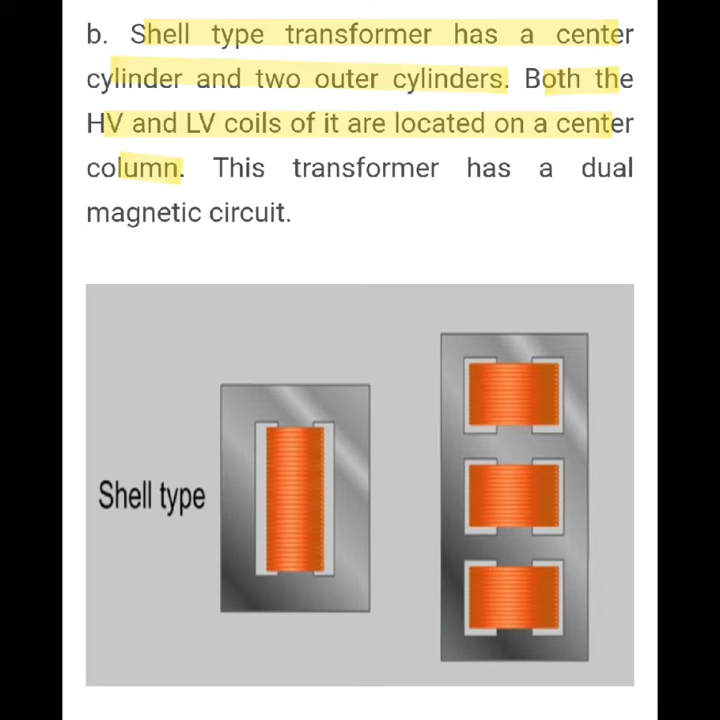 b. Shell type transformer has a center
cylinder and two outer cylinders. Both the
HV and LV coils of it are located on a center
column. This transformer has a dual
magnetic circuit.
Shell type